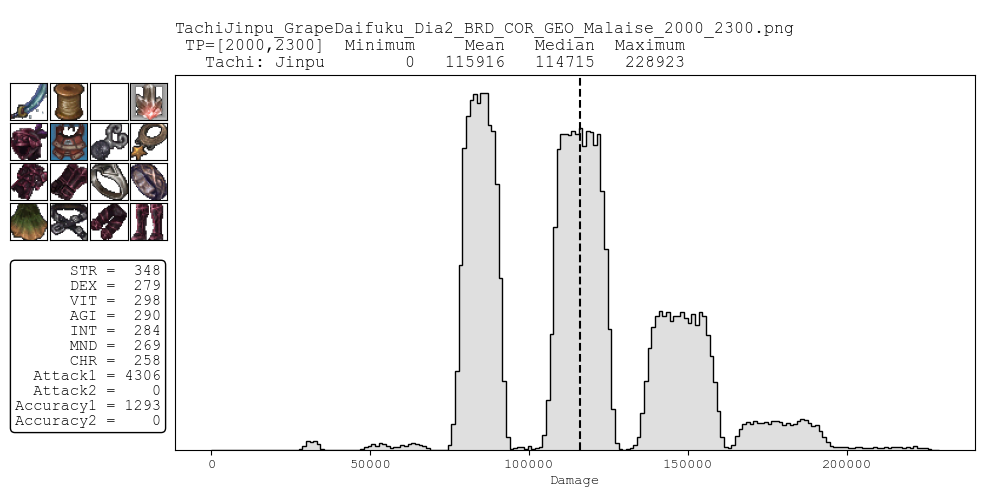 TachiJinpu_GrapeDaifuku_Dia2_BRD_COR_GEO_Malaise_2000_2300.png
TP=[2000,2300] Minimum Mean Median Maximum
Tachi: Jinpu 0 115916 114715 228923
STR = 348
DEX = 279
VIT = 298
AGI = 290
INT = 284
MND = 269
CHR = 258
Attack1 = 4306
Attack2 = 0
Accuracy1 = 1293
Accuracy2 = 0
0 50000 100000 150000 200000
Damage